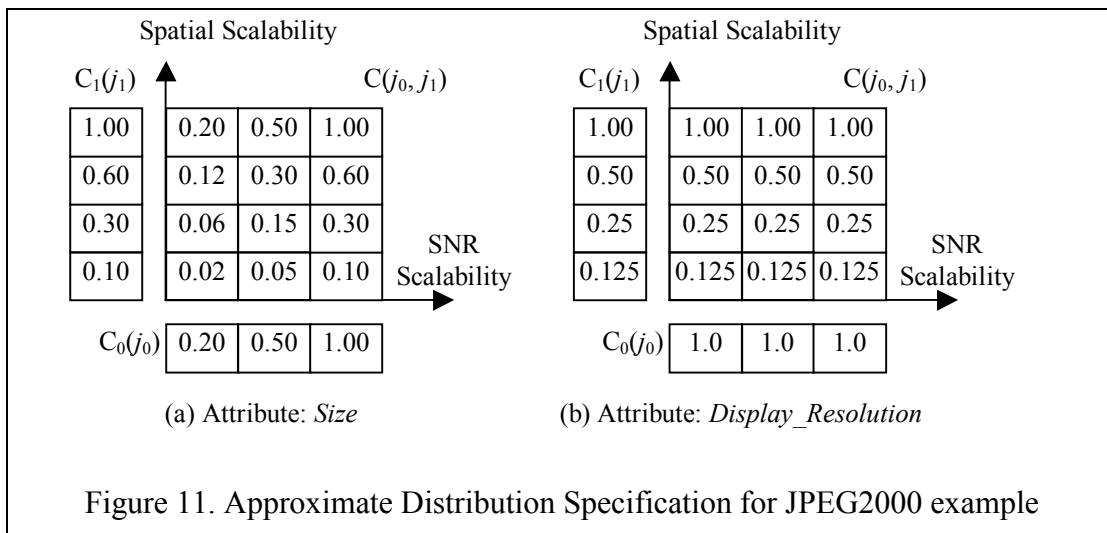 Spatial Scalability
C₁(j₁) C(j₀, j₁)
1.00 0.20 0.50 1.00
0.60 0.12 0.30 0.60
0.30 0.06 0.15 0.30
0.10 0.02 0.05 0.10
SNR
Scalability
C₀(j₀) 0.20 0.50 1.00
(a) Attribute: Size
Spatial Scalability
C₁(j₁) C(j₀, j₁)
1.00 1.00 1.00 1.00
0.50 0.50 0.50 0.50
0.25 0.25 0.25 0.25
0.125 0.125 0.125 0.125
SNR
Scalability
C₀(j₀) 1.0 1.0 1.0
(b) Attribute: Display_Resolution
Figure 11. Approximate Distribution Specification for JPEG2000 example